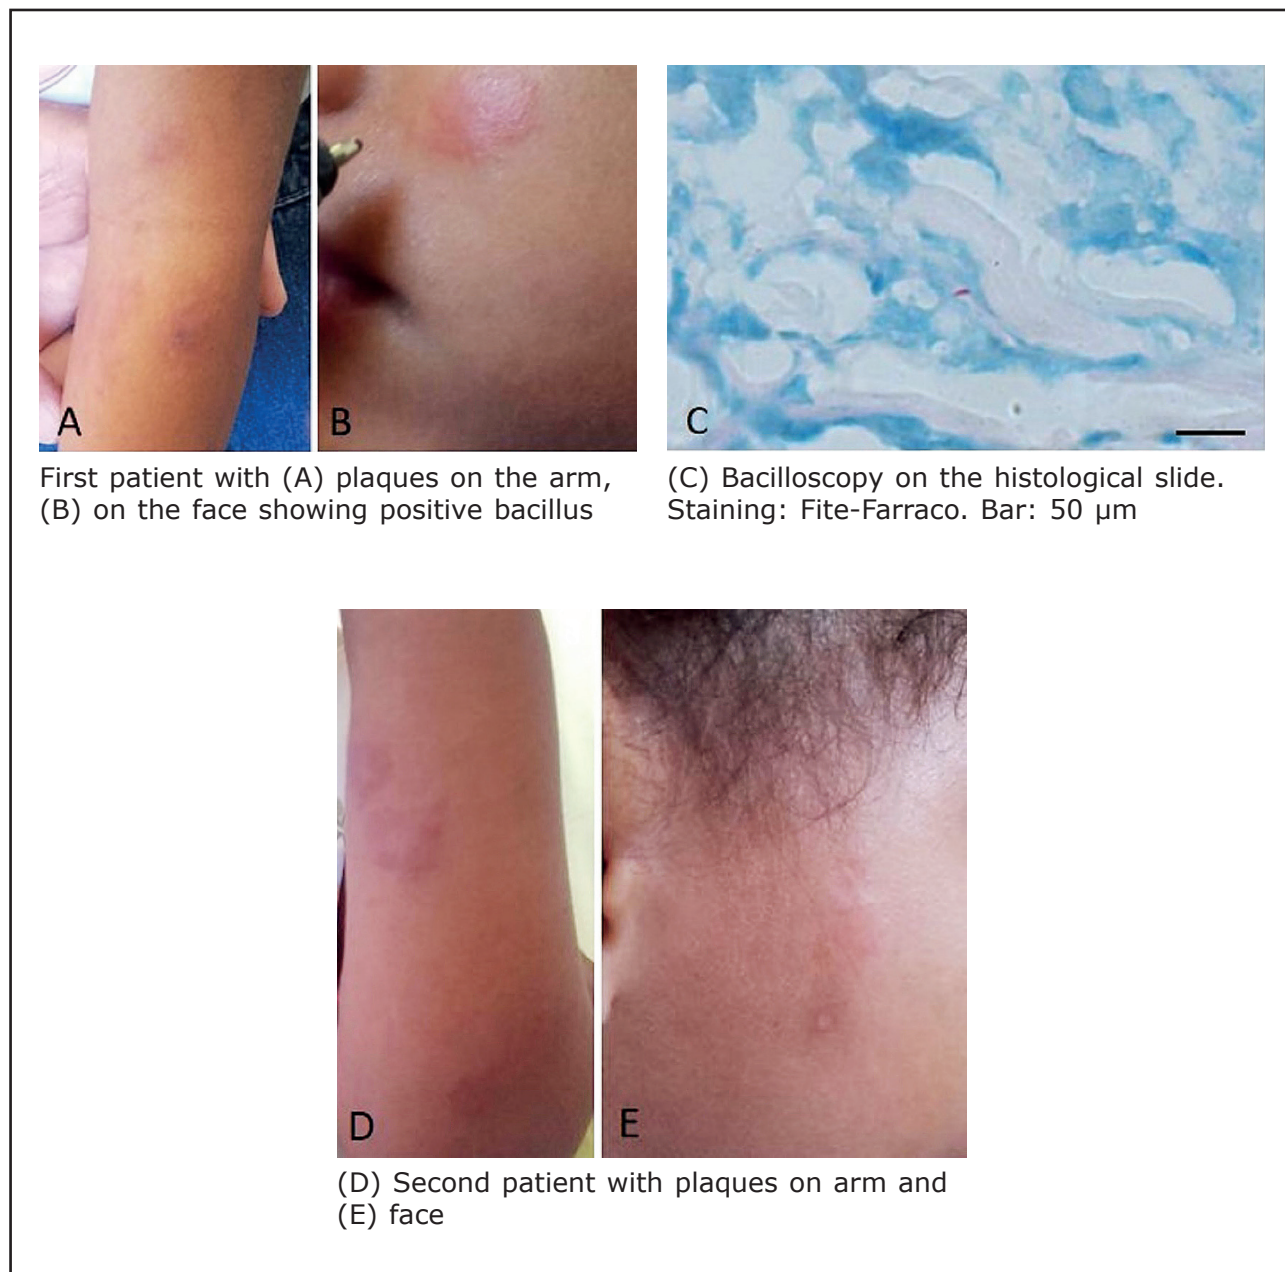 A
B
C
First patient with (A) plaques on the arm,
(B) on the face showing positive bacillus
(C) Bacilloscopy on the histological slide.
Staining: Fite-Farraco. Bar: 50 µm
D
E
(D) Second patient with plaques on arm and
(E) face